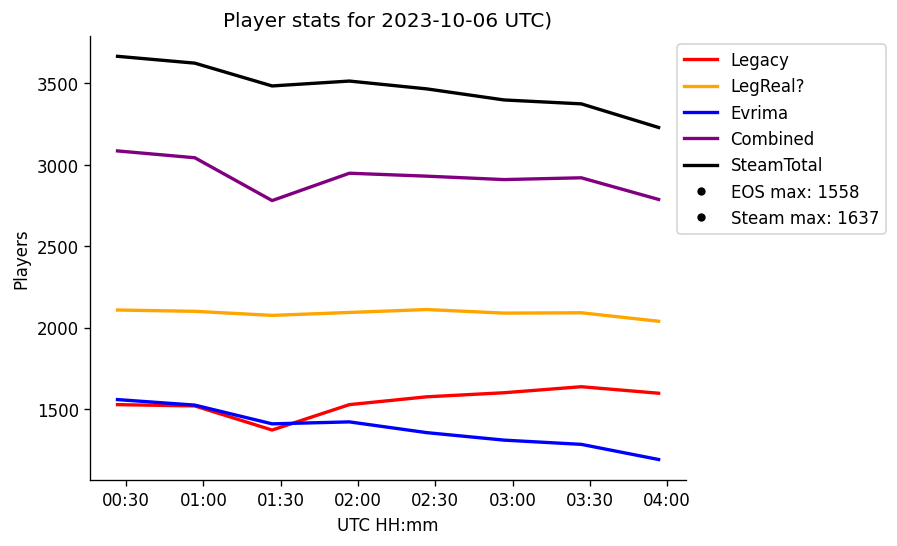 Player stats for 2023-10-06 UTC)
Legacy
LegReal?
Evrima
Combined
SteamTotal
EOS max: 1558
Steam max: 1637
Players
3500
3000
2500
2000
1500
00:30 01:00 01:30 02:00 02:30 03:00 03:30 04:00
UTC HH:mm